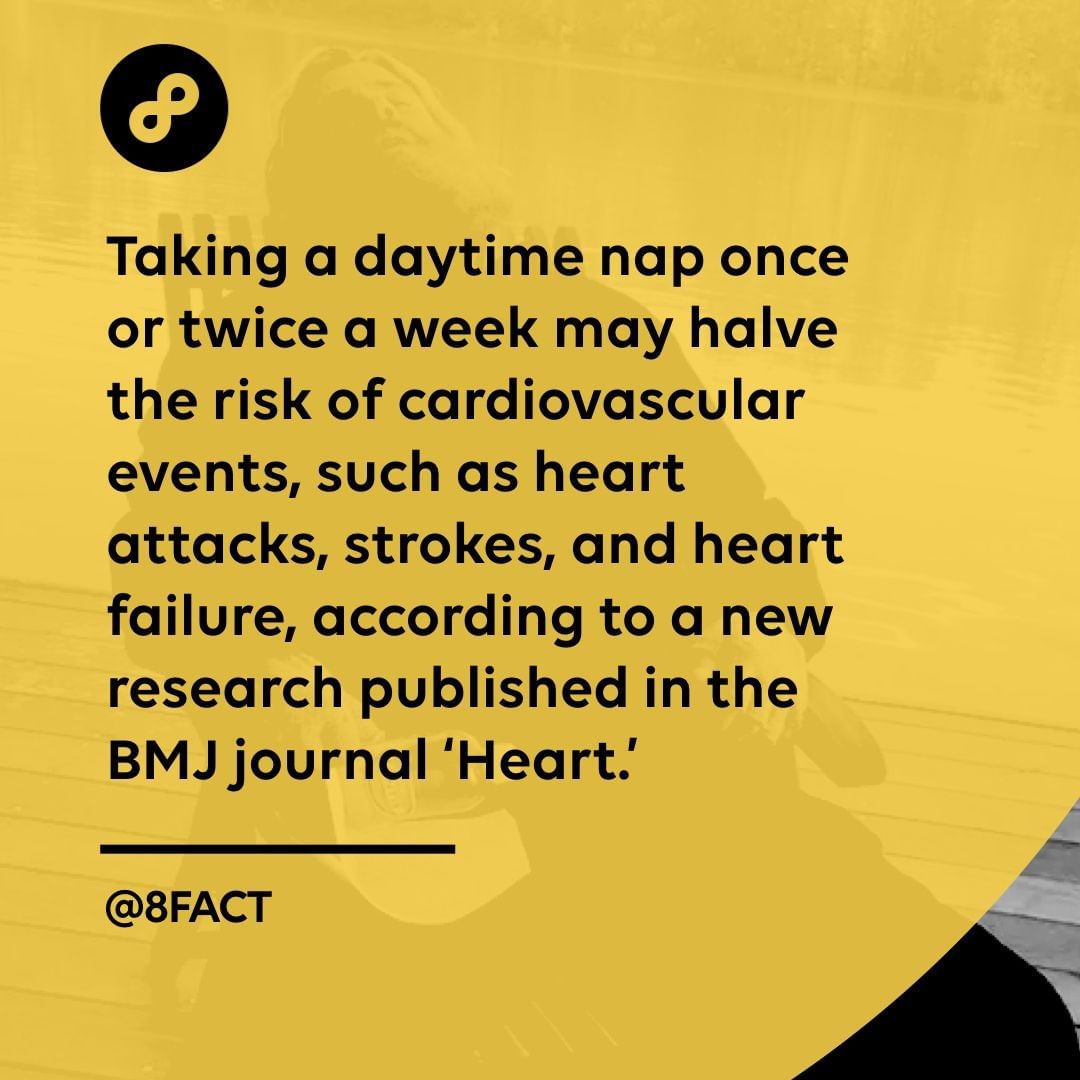 Taking a daytime nap once
or twice a week may halve
the risk of cardiovascular
events, such as heart
attacks, strokes, and heart
failure, according to a new
research published in the
BMJ journal ‘Heart.’
@8FACT